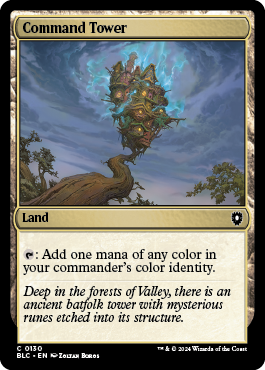 Command Tower
Land
: Add one mana of any color in
your commander's color identity.
Deep in the forests of Valley, there is an
ancient batfolk tower with mysterious
runes etched into its structure.
C 0130
BLC • EN Zoltan Boros
™ & © 2024 Wizards of the Coast